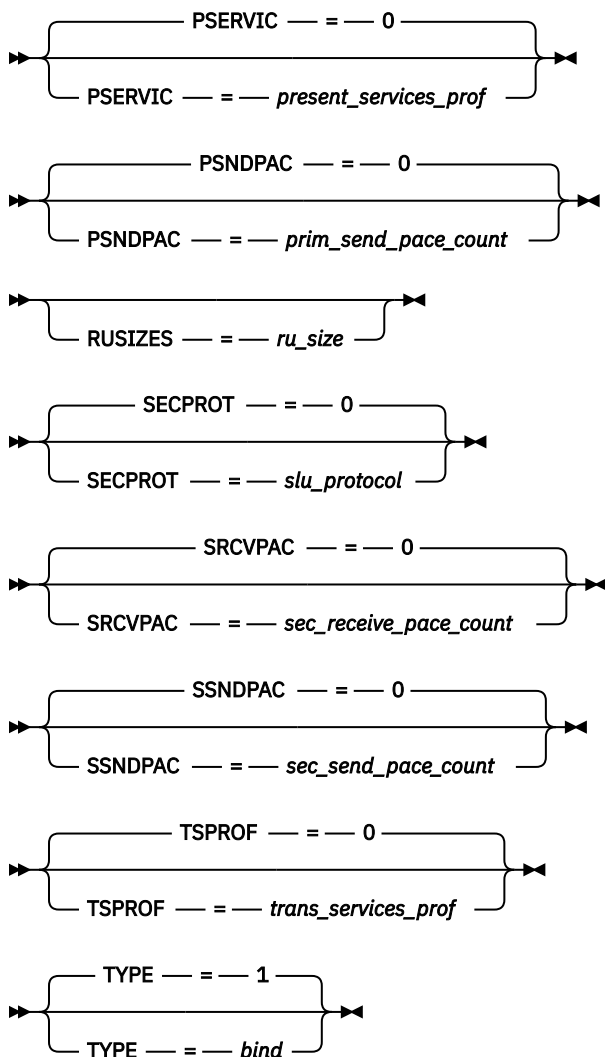 PSERVIC = 0
PSERVIC = present_services_prof
PSNDPAC = 0
PSNDPAC = prim_send_pace_count
RUSIZES = ru_size
SECPROT = 0
SECPROT = slu_protocol
SRCVPAC = 0
SRCVPAC = sec_receive_pace_count
SSNDPAC = 0
SSNDPAC = sec_send_pace_count
TSPROF = 0
TSPROF = trans_services_prof
TYPE = 1
TYPE = bind